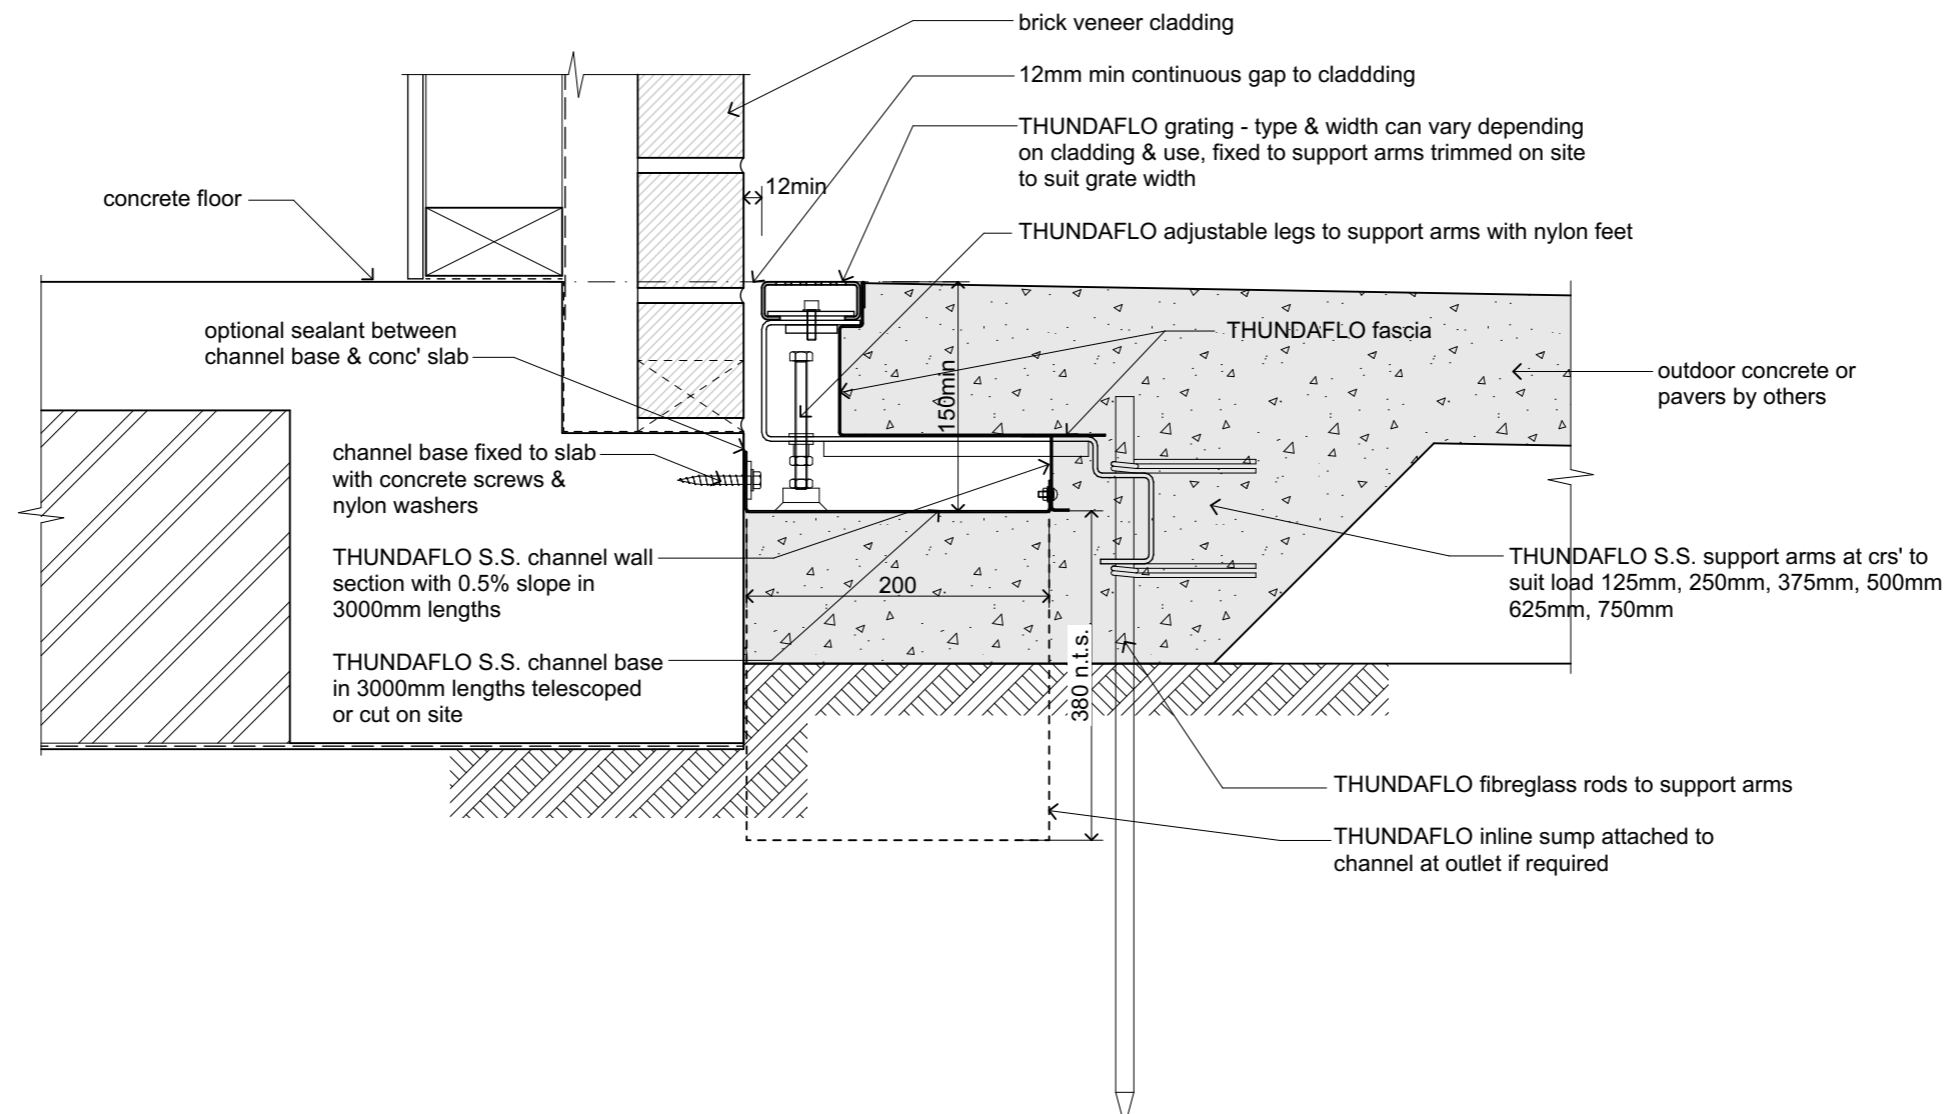 brick veneer cladding
12mm min continuous gap to claddding
THUNDAFLO grating - type & width can vary depending
on cladding & use, fixed to support arms trimmed on site
to suit grate width
12min
concrete floor
THUNDAFLO adjustable legs to support arms with nylon feet
optional sealant between
channel base & conc' slab
THUNDAFLO fascia
150min
outdoor concrete or
pavers by others
channel base fixed to slab
with concrete screws &
nylon washers
THUNDAFLO S.S. channel wall
section with 0.5% slope in
3000mm lengths
200
THUNDAFLO S.S. support arms at crs' to
suit load 125mm, 250mm, 375mm, 500mm
625mm, 750mm
THUNDAFLO S.S. channel base
in 3000mm lengths telescoped
or cut on site
380 n.t.s.
THUNDAFLO fibreglass rods to support arms
THUNDAFLO inline sump attached to
channel at outlet if required